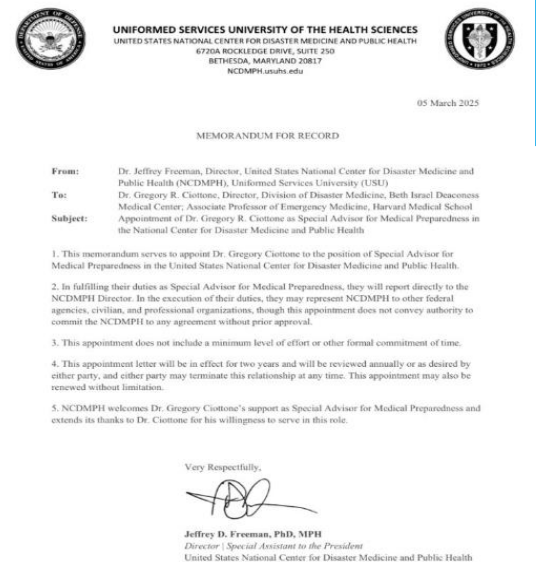 UNIFORMED SERVICES UNIVERSITY OF THE HEALTH SCIENCES
UNITED STATES NATIONAL CENTER FOR DISASTER MEDICINE AND PUBLIC HEALTH
6720A ROCKLEDGE DRIVE, SUITE 250
BETHESDA, MARYLAND 20817
NCDMPH.usuhs.edu
05 March 2025
MEMORANDUM FOR RECORD
From: Dr. Jeffrey Freeman, Director, United States National Center for Disaster Medicine and
Public Health (NCDMPH), Uniformed Services University (USU)
To: Dr. Gregory R. Ciottone, Director, Division of Disaster Medicine, Beth Israel Deaconess
Medical Center; Associate Professor of Emergency Medicine, Harvard Medical School
Subject: Appointment of Dr. Gregory R. Ciottone as Special Advisor for Medical Preparedness in
the National Center for Disaster Medicine and Public Health
1. This memorandum serves to appoint Dr. Gregory Ciottone to the position of Special Advisor for
Medical Preparedness in the United States National Center for Disaster Medicine and Public Health.
2. In fulfilling their duties as Special Advisor for Medical Preparedness, they will report directly to the
NCDMPH Director. In the execution of their duties, they may represent NCDMPH to other federal
agencies, civilian, and professional organizations, though this appointment does not convey authority to
commit the NCDMPH to any agreement without prior approval.
3. This appointment does not include a minimum level of effort or other formal commitment of time.
4. This appointment letter will be in effect for two years and will be reviewed annually or as desired by
either party, and either party may terminate this relationship at any time. This appointment may also be
renewed without limitation.
5. NCDMPH welcomes Dr. Gregory Ciottone's support as Special Advisor for Medical Preparedness and
extends its thanks to Dr. Ciottone for his willingness to serve in this role.
Very Respectfully,
Jeffrey D. Freeman, PhD, MPH
Director | Special Assistant to the President
United States National Center for Disaster Medicine and Public Health